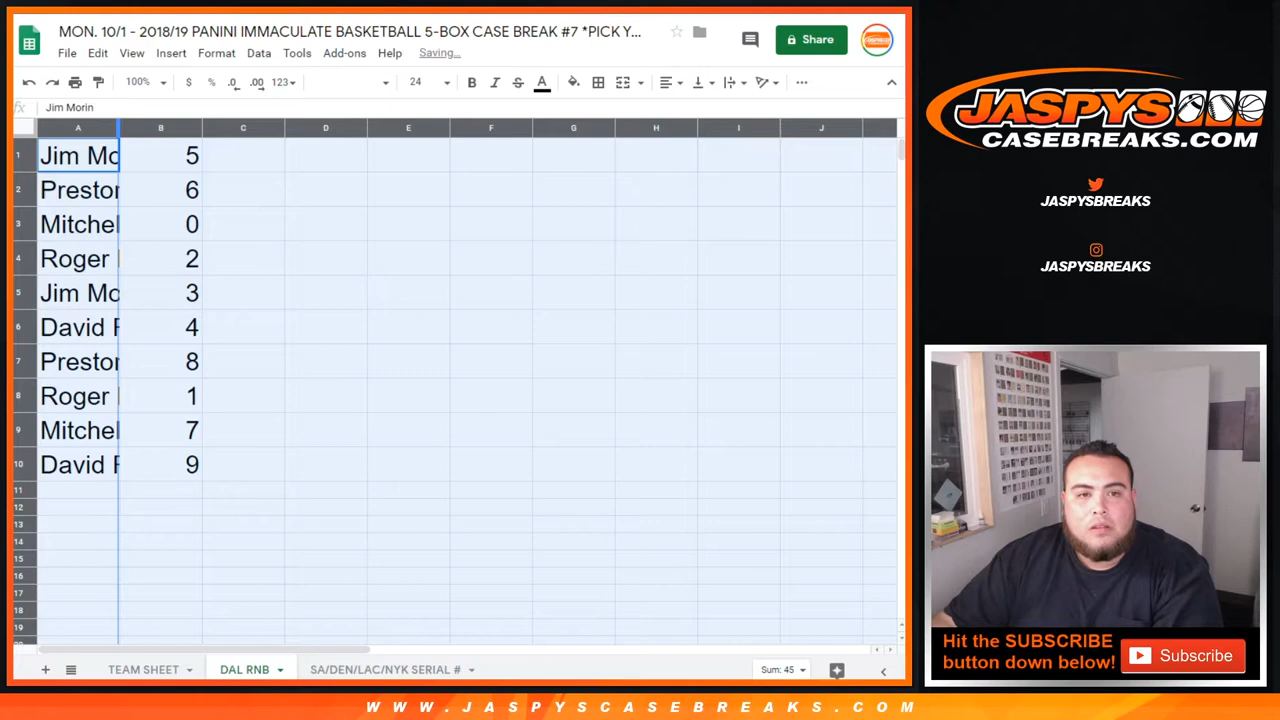 MON. 10/1 - 2018/19 PANINI IMMACULATE BASKETBALL 5-BOX CASE BREAK #7 *PICK Y...
File Edit View Insert Format Data Tools Add-ons Help Saving...
Share
100% $ % .0 .00 123 24 B I S A
fx Jim Morin
A B C D E F G H I J
1 Jim Mo 5
2 Preston 6
3 Mitchel 0
4 Roger 2
5 Jim Mo 3
6 David 4
7 Preston 8
8 Roger 1
9 Mitchel 7
10 David 9
11
12
13
14
15
16
17
18
19
TEAM SHEET DAL RNB SA/DEN/LAC/NYK SERIAL # Sum: 45
JASPYS
CASEBREAKS.COM
JASPYSBREAKS
JASPYSBREAKS
Hit the SUBSCRIBE
button down below!
Subscribe
WWW.JASPYSCASEBREAKS.COM